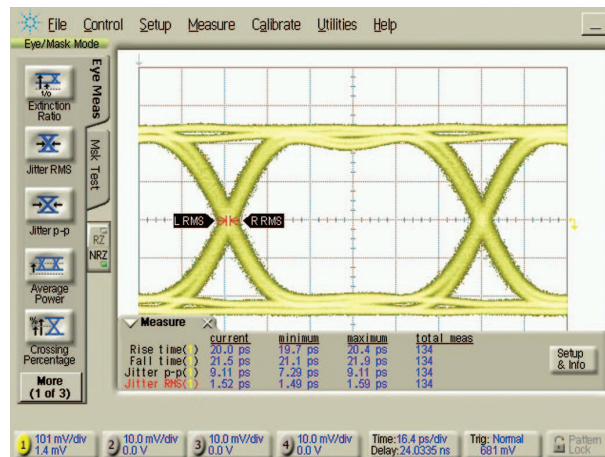 File Control Setup Measure Calibrate Utilities Help
Eye/Mask Mode
Eye Meas
Msk Test
Extinction
Ratio
Jitter RMS
Jitter p-p
RZ
NRZ
Average
Power
Crossing
Percentage
More
(1 of 3)
L RMS
R RMS
Measure
current minimum maximum total meas
Rise time(1) 20.0 ps 19.7 ps 20.4 ps 134
Fall time(1) 21.5 ps 21.1 ps 21.9 ps 134
Jitter p-p(1) 9.11 ps 7.29 ps 9.11 ps 134
Jitter RMS(1) 1.52 ps 1.49 ps 1.59 ps 134
Setup
& Info
1 101 mV/div
1.4 mV
2 10.0 mV/div
0.0 V
3 10.0 mV/div
0.0 V
4 10.0 mV/div
0.0 V
Time:16.4 ps/div
Delay:24.0335ns
Trig: Normal
681 mV
Pattern
Lock